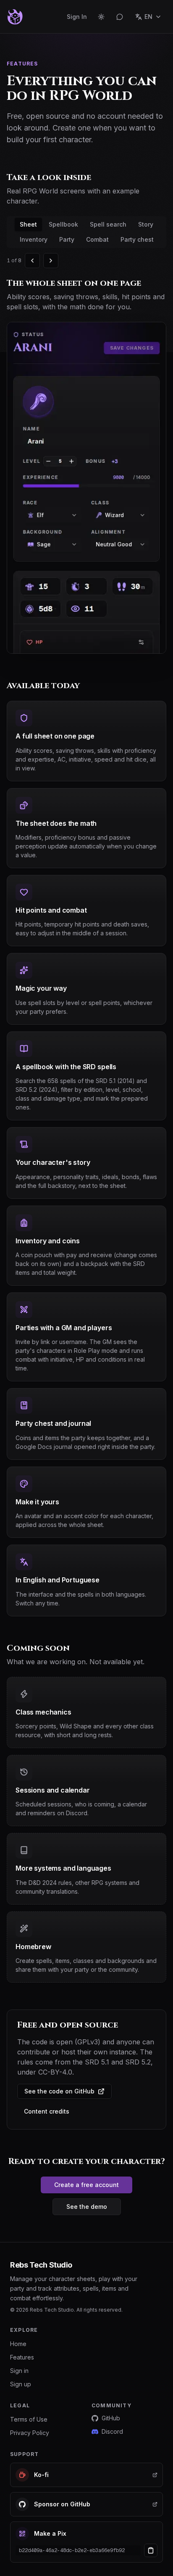 Sign In
EN
FEATURES
Everything you can
do in RPG World
Free, open source and no account needed to
look around. Create one when you want to
build your first character.
Take a look inside
Real RPG World screens with an example
character.
Sheet Spellbook Spell search Story
Inventory Party Combat Party chest
1 of 8
The whole sheet on one page
Ability scores, saving throws, skills, hit points and
spell slots, with the math done for you.
STATUS
Arani
SAVE CHANGES
NAME
Arani
LEVEL 8 BONUS +3
EXPERIENCE / 14000
RACE CLASS
Elf Wizard
BACKGROUND ALIGNMENT
Sage Neutral Good
15 3 30
5d8 11
HP
Available today
A full sheet on one page
Ability scores, saving throws, skills with proficiency
and expertise, AC, initiative, speed and hit dice, all
in view.
The sheet does the math
Modifiers, proficiency bonus and passive
perception update automatically when you change
a value.
Hit points and combat
Hit points, temporary hit points and death saves,
easy to adjust in the middle of a session.
Magic your way
Use spell slots by level or spell points, whichever
your party prefers.
A spellbook with the SRD spells
Search the 658 spells of the SRD 5.1 (2014) and
SRD 5.2 (2024), filter by edition, level, school,
class and damage type, and mark the prepared
ones.
Your character's story
Appearance, personality traits, ideals, bonds, flaws
and the full backstory, next to the sheet.
Inventory and coins
A coin pouch with pay and receive (change comes
back on its own) and a backpack with the SRD
items and total weight.
Parties with a GM and players
Invite by link or username. The GM sees the
party's characters in Role Play mode and runs
combat with initiative, HP and conditions in real
time.
Party chest and journal
Coins and items the party keeps together, and a
Google Docs journal opened right inside the party.
Make it yours
An avatar and an accent color for each character,
applied across the whole sheet.
In English and Portuguese
The interface and the spells in both languages.
Switch any time.
Coming soon
What we are working on. Not available yet.
Class mechanics
Sorcery points, Wild Shape and every other class
resource, with short and long rests.
Sessions and calendar
Scheduled sessions, who is coming, a calendar
and reminders on Discord.
More systems and languages
The D&D 2024 rules, other RPG systems and
community translations.
Homebrew
Create spells, items, classes and backgrounds and
share them with your party or the community.
Free and open source
The code is open (GPLv3) and anyone can
contribute or host their own instance. The
rules come from the SRD 5.1 and SRD 5.2,
under CC-BY-4.0.
See the code on GitHub
Content credits
Ready to create your character?
Create a free account
See the demo
Rebs Tech Studio
Manage your character sheets, play with your
party and track attributes, spells, items and
combat effortlessly.
© 2026 Rebs Tech Studio. All rights reserved.
EXPLORE
Home
Features
Sign in
Sign up
LEGAL COMMUNITY
Terms of Use GitHub
Privacy Policy Discord
SUPPORT
Ko-fi
Sponsor on GitHub
Make a Pix